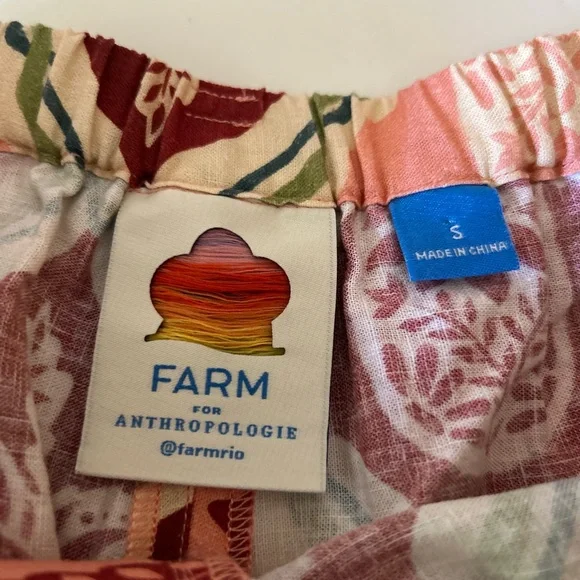 FARM
FOR
ANTHROPOLOGIE
@farmrio
S
MADE IN CHINA